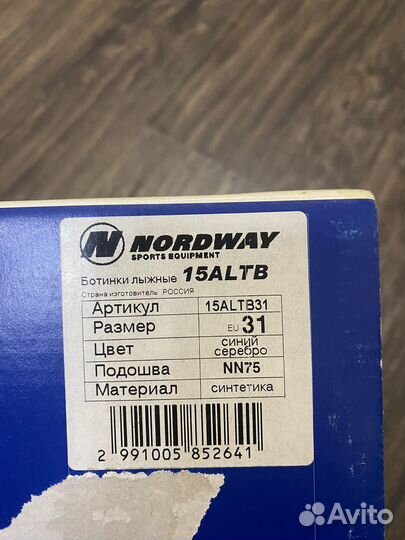 NORDWAY
SPORTS EQUIPMENT
Ботинки лыжные 15ALTB
Страна изготовитель РОССИЯ
Артикул 15ALTB31
Размер EU 31
Цвет синий
серебро
Подошва NN75
Материал синтетика
2 991005 852641
Avito